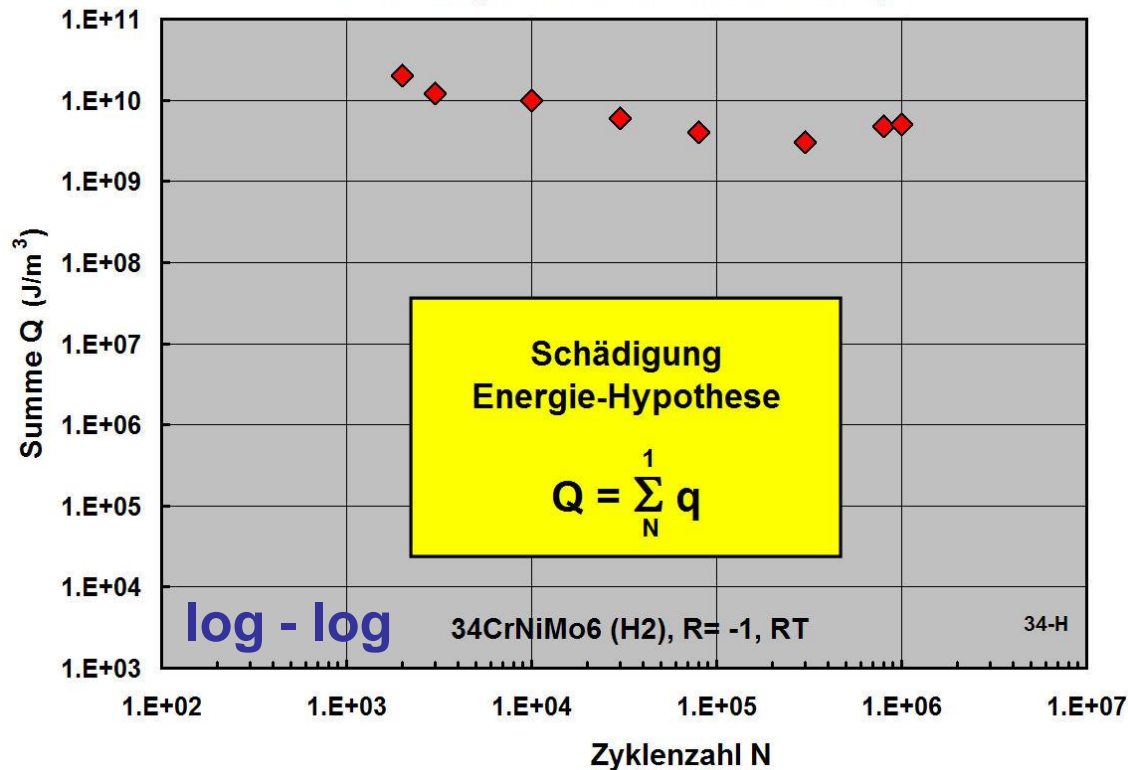 1.E+11
1.E+10
1.E+09
1.E+08
1.E+07
1.E+06
1.E+05
1.E+04
1.E+03
Summe Q (J/m³)
Schädigung
Energie-Hypothese
1
Q = Σ q
N
log - log
34CrNiMo6 (H2), R= -1, RT
34-H
1.E+02 1.E+03 1.E+04 1.E+05 1.E+06 1.E+07
Zyklenzahl N